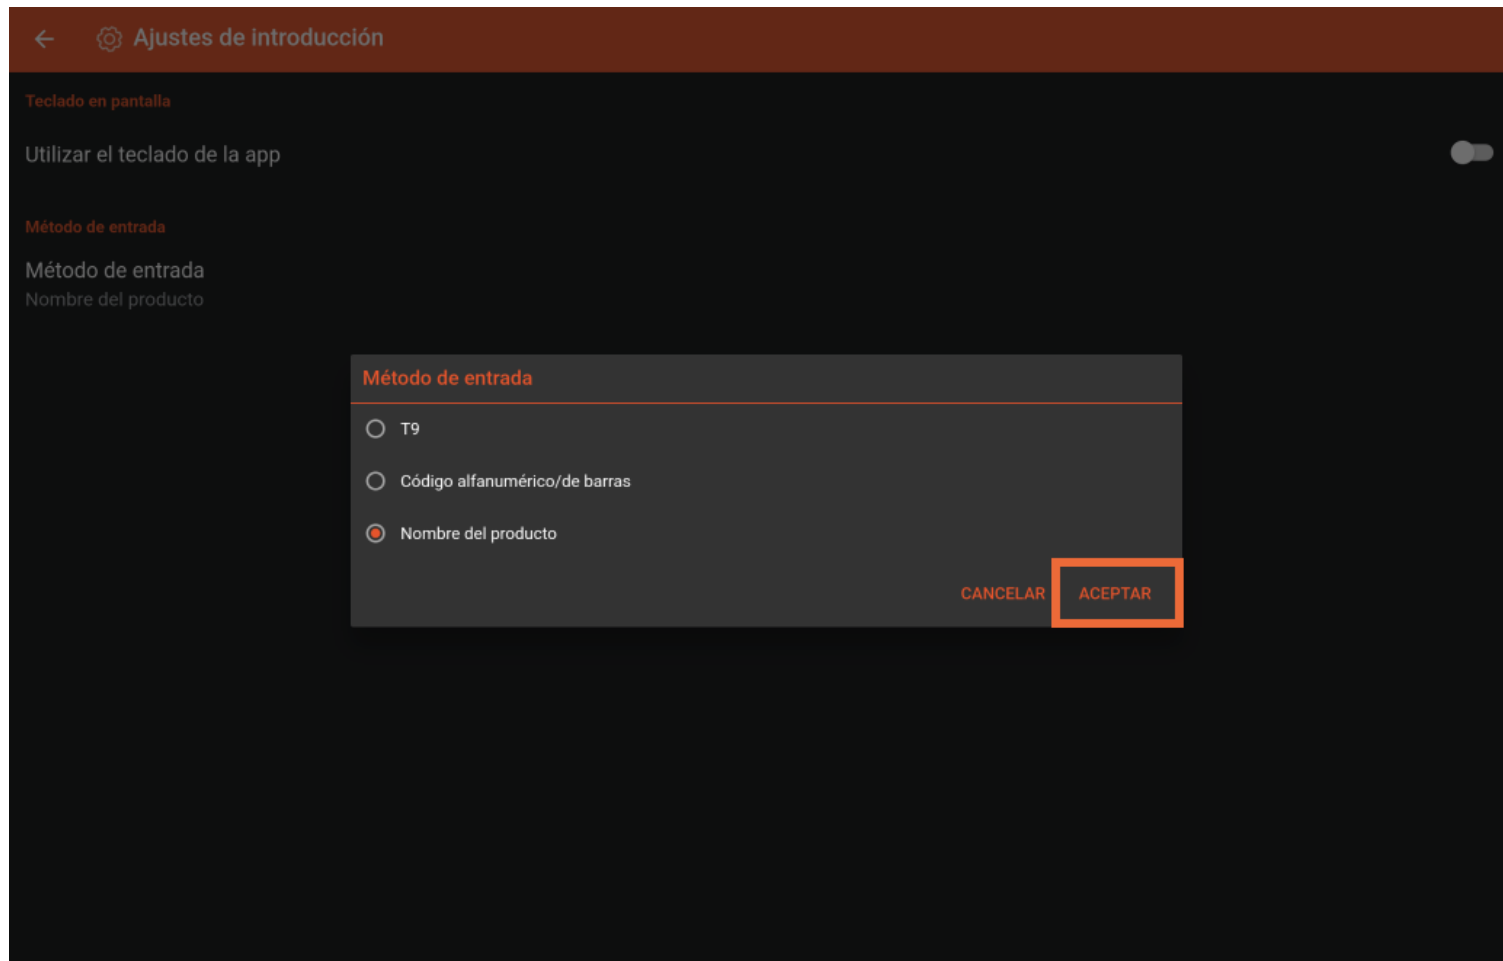 Ajustes de introducción
Teclado en pantalla
Utilizar el teclado de la app
Método de entrada
Método de entrada
Nombre del producto
Método de entrada
T9
Código alfanumérico/de barras
Nombre del producto
CANCELAR ACEPTAR